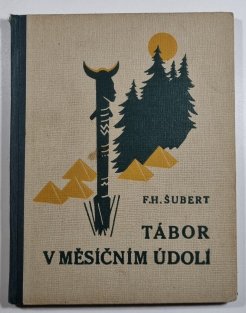 F. H. ŠUBERT
TÁBOR
V MĚSÍČNÍM ÚDOLÍ